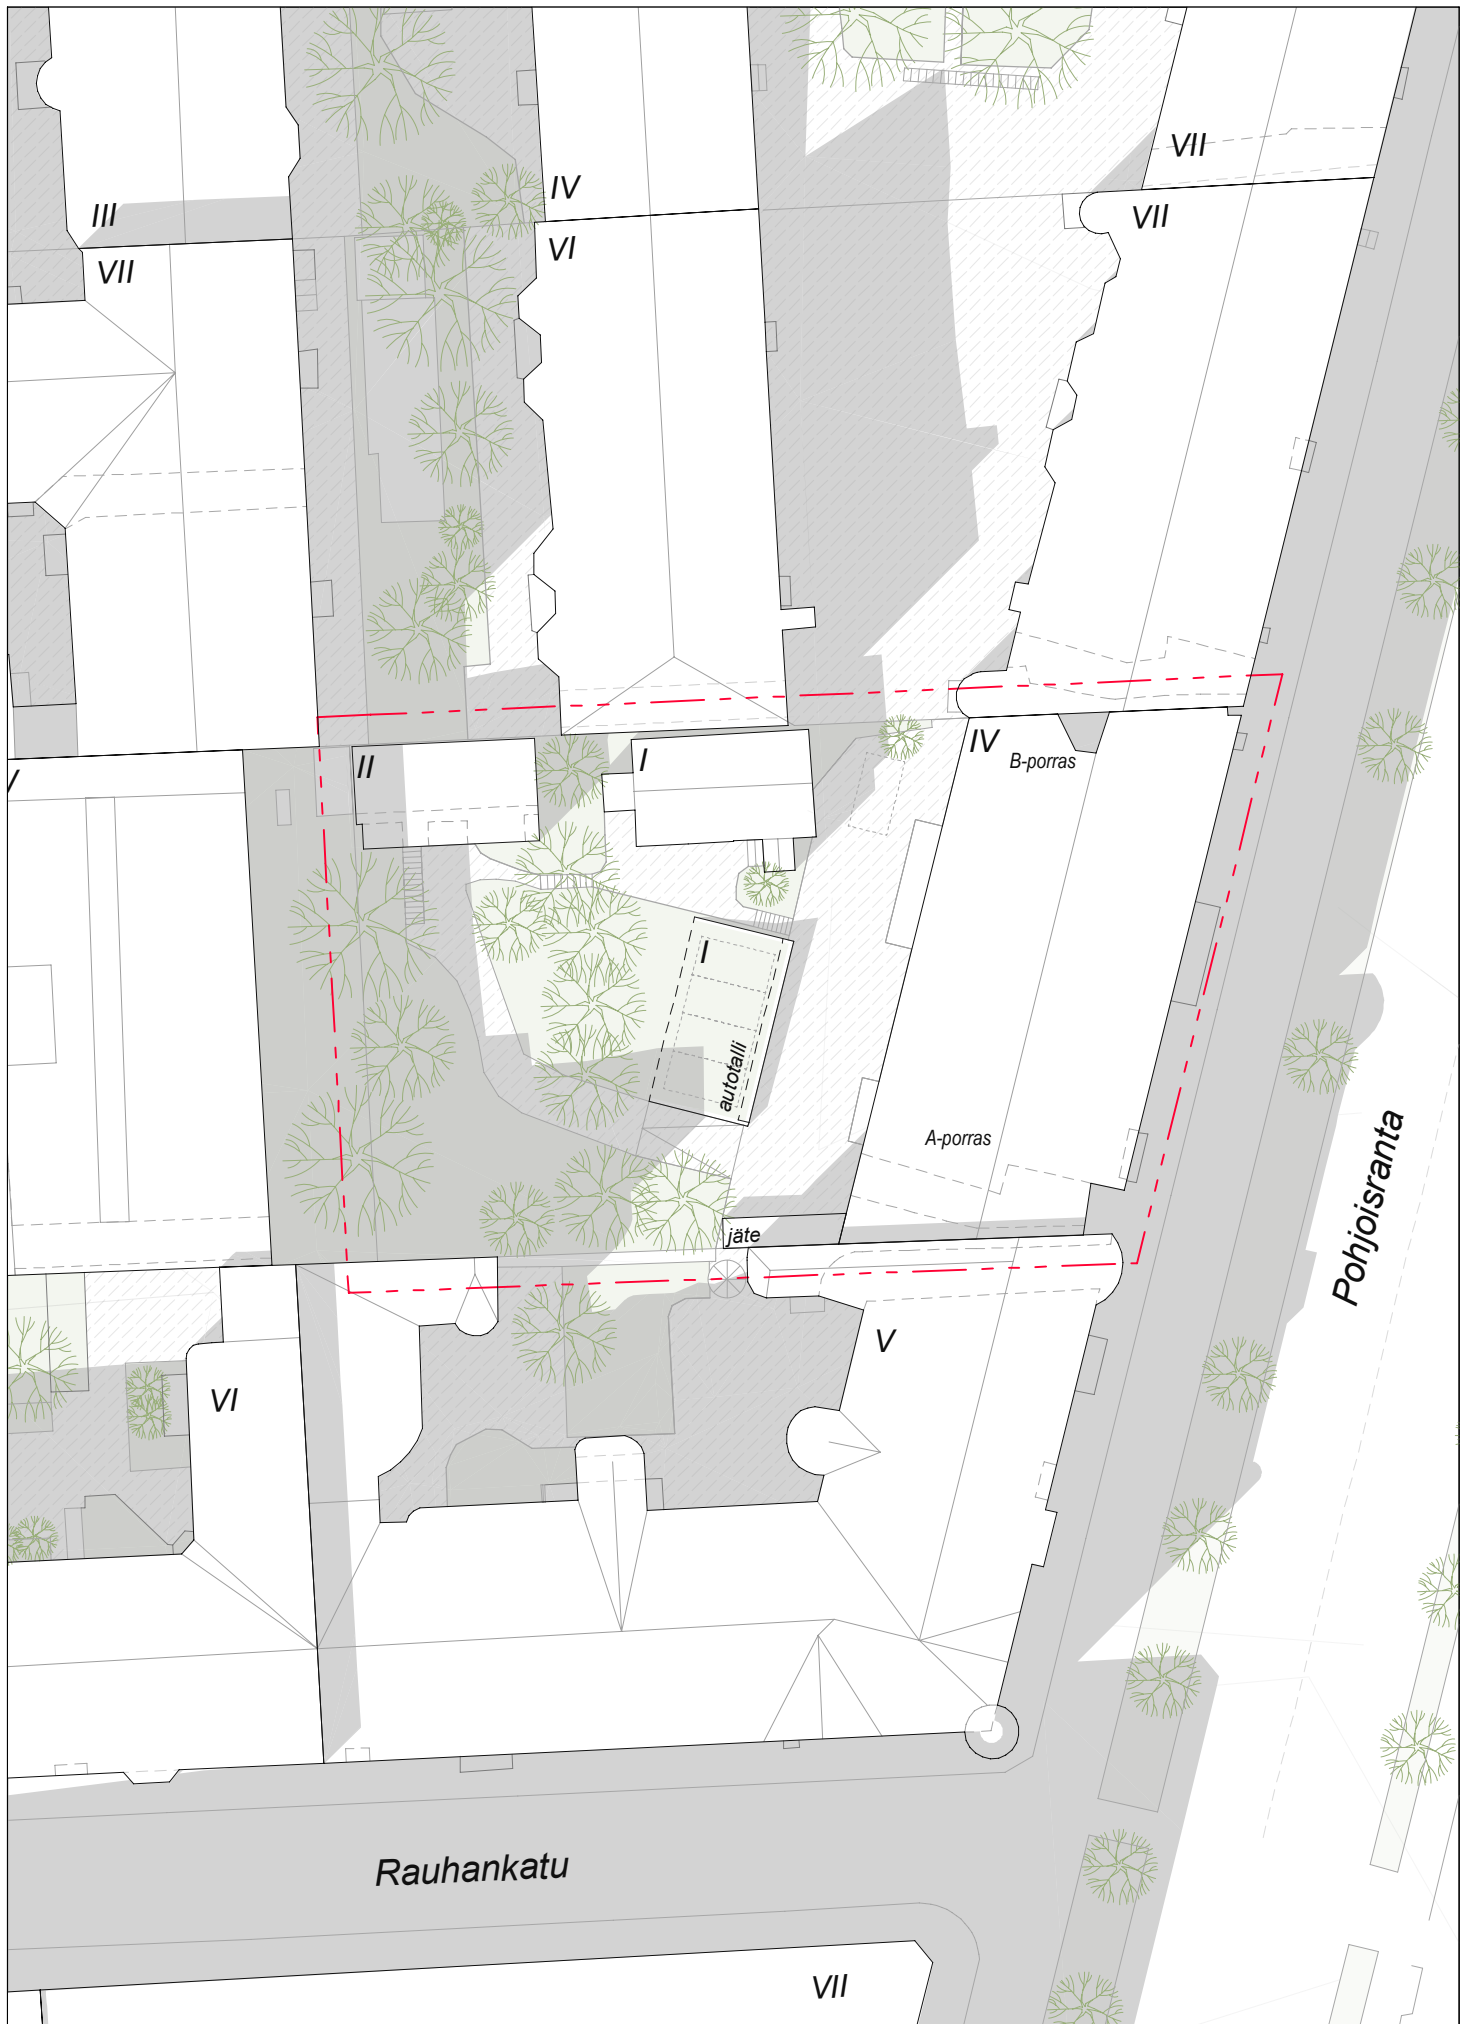 VII
IV
III
VII
VI
VII
IV
B-porras
II
I
V
I
autotalli
A-porras
Pohjoisranta
jäte
V
VI
Rauhankatu
VII